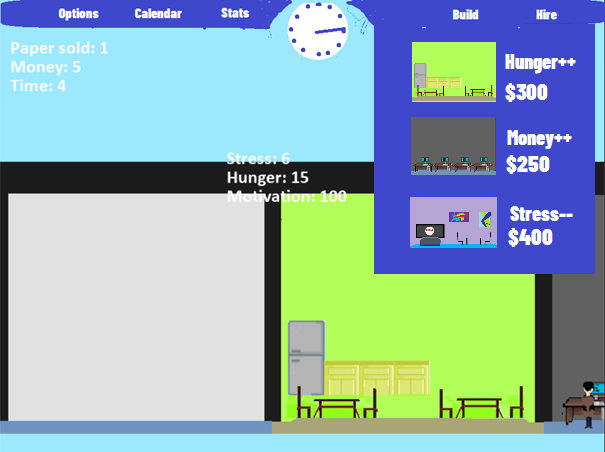 Options Calendar Stats Build Hire
Paper sold: 1
Money: 5
Time: 4
Stress: 6
Hunger: 15
Motivation: 100
Hunger++
$300
Money++
$250
Stress--
$400